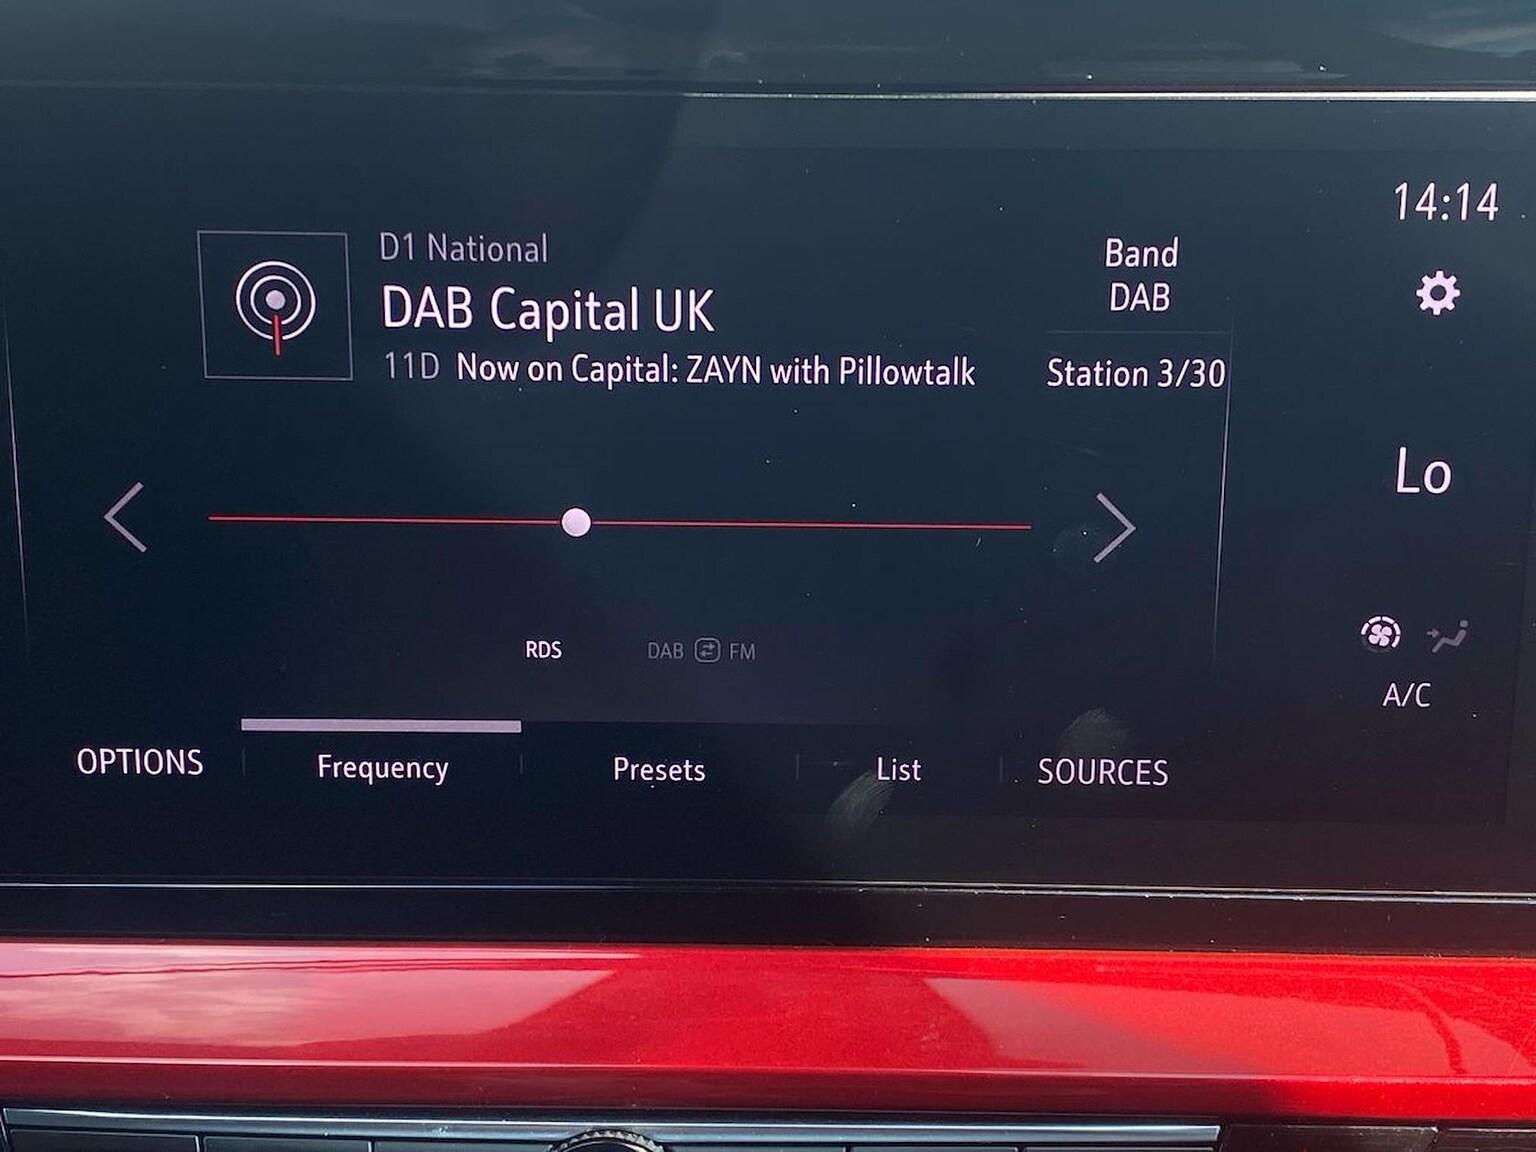 14:14
D1 National
DAB Capital UK
11D Now on Capital: ZAYN with Pillowtalk
Band
DAB
Station 3/30
Lo
RDS
DAB FM
A/C
OPTIONS
Frequency
Presets
List
SOURCES